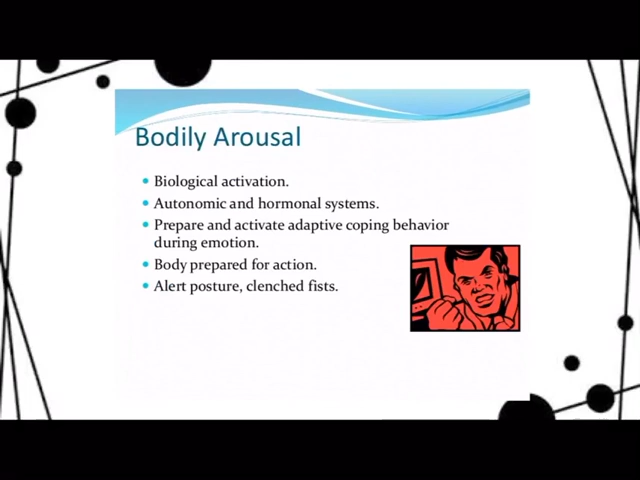 Bodily Arousal
• Biological activation.
• Autonomic and hormonal systems.
• Prepare and activate adaptive coping behavior
during emotion.
• Body prepared for action.
• Alert posture, clenched fists.